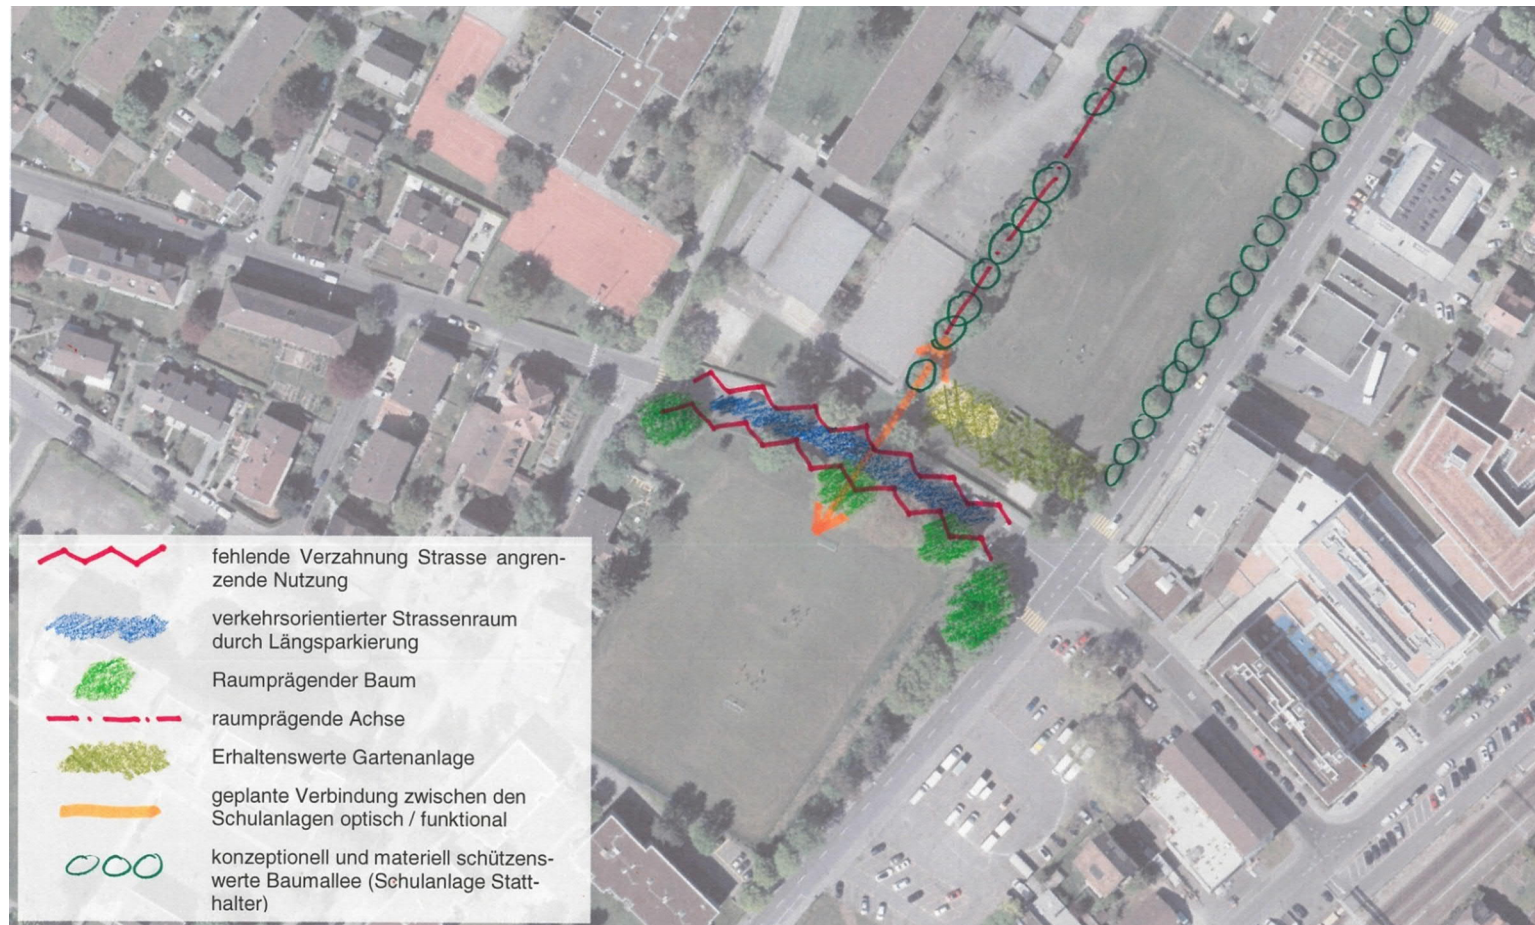 fehlende Verzahnung Strasse angren-
zende Nutzung
verkehrsorientierter Strassenraum
durch Längsparkierung
Raumprägender Baum
raumprägende Achse
Erhaltenswerte Gartenanlage
geplante Verbindung zwischen den
Schulanlagen optisch / funktional
konzeptionell und materiell schützens-
werte Baumallee (Schulanlage Statt-
halter)